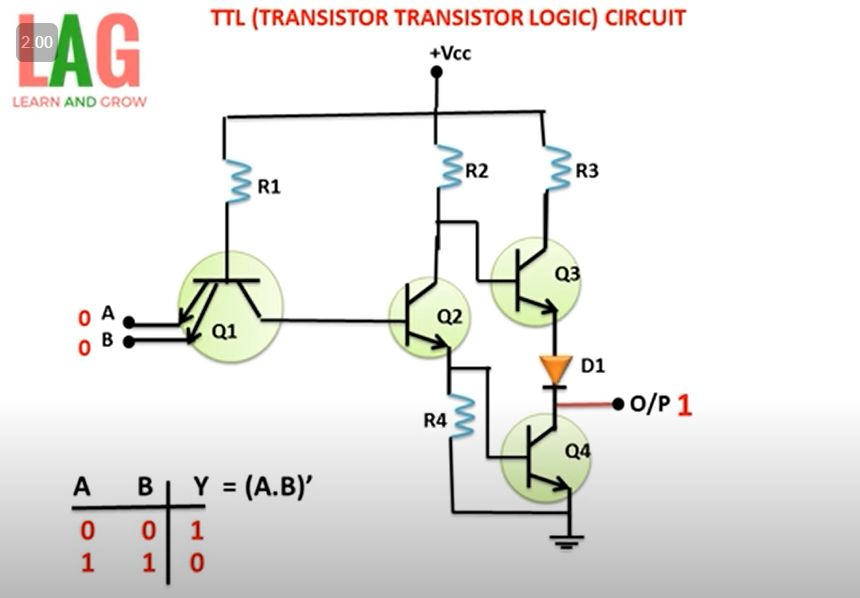 TTL (TRANSISTOR TRANSISTOR LOGIC) CIRCUIT
2.00
LAG
LEARN AND GROW
+Vcc
R1
R2
R3
Q3
0 A
0 B
Q1
Q2
D1
O/P 1
R4
Q4
A B Y = (A.B)’
0 0 1
1 1 0